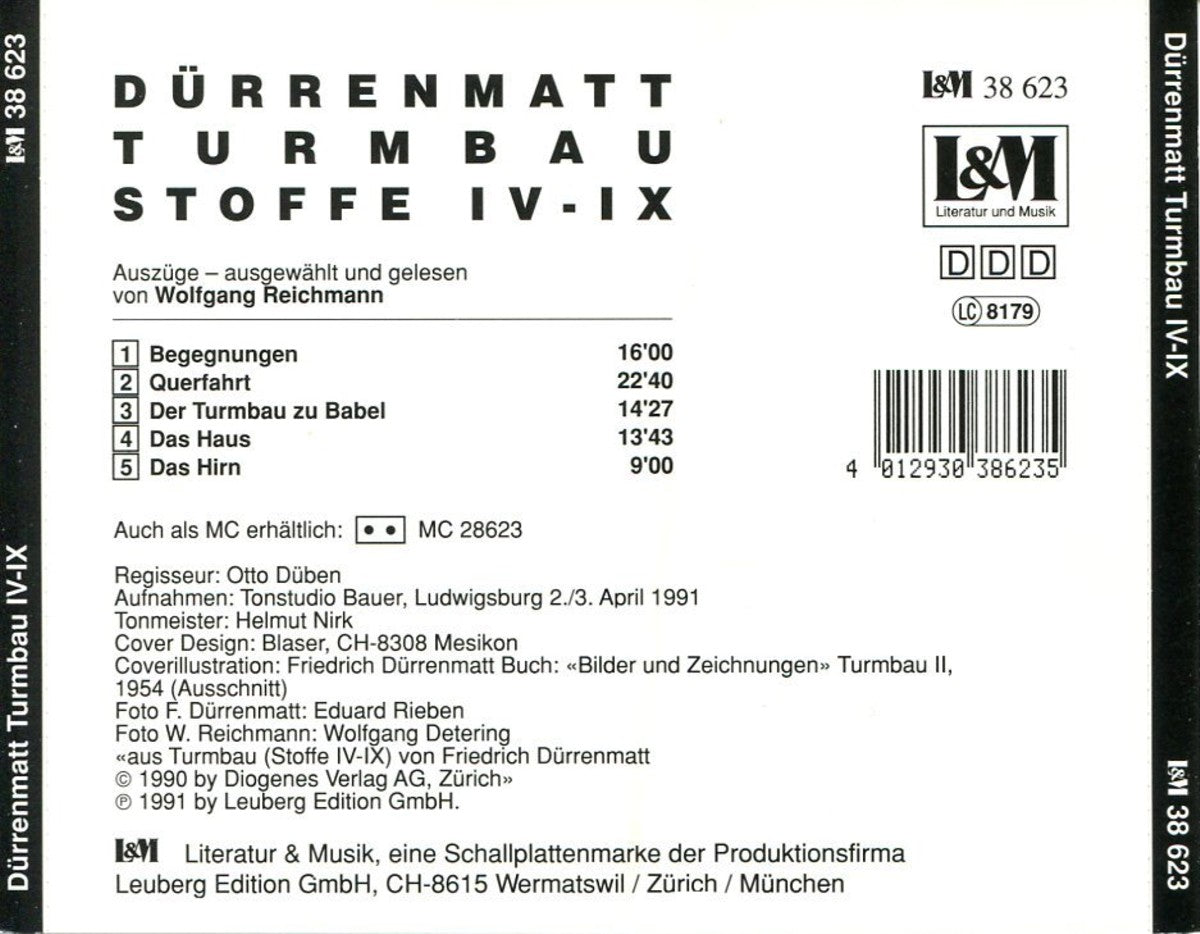 L&M 38 623
Dürrenmatt Turmbau IV-IX
DÜRRENMATT
TURMBAU
STOFFE IV-IX
Auszüge – ausgewählt und gelesen
von Wolfgang Reichmann
1 Begegnungen 16'00
2 Querfahrt 22'40
3 Der Turmbau zu Babel 14'27
4 Das Haus 13'43
5 Das Hirn 9'00
L&M 38 623
L&M
Literatur und Musik
DDD
LC 8179
4 012930 386235
Auch als MC erhältlich: MC 28623
Regisseur: Otto Düben
Aufnahmen: Tonstudio Bauer, Ludwigsburg 2./3. April 1991
Tonmeister: Helmut Nirk
Cover Design: Blaser, CH-8308 Mesikon
Coverillustration: Friedrich Dürrenmatt Buch: «Bilder und Zeichnungen» Turmbau II,
1954 (Ausschnitt)
Foto F. Dürrenmatt: Eduard Rieben
Foto W. Reichmann: Wolfgang Detering
«aus Turmbau (Stoffe IV-IX) von Friedrich Dürrenmatt
© 1990 by Diogenes Verlag AG, Zürich»
℗ 1991 by Leuberg Edition GmbH.
L&M Literatur & Musik, eine Schallplattenmarke der Produktionsfirma
Leuberg Edition GmbH, CH-8615 Wermatswil / Zürich / München
Dürrenmatt Turmbau IV-IX
L&M 38 623